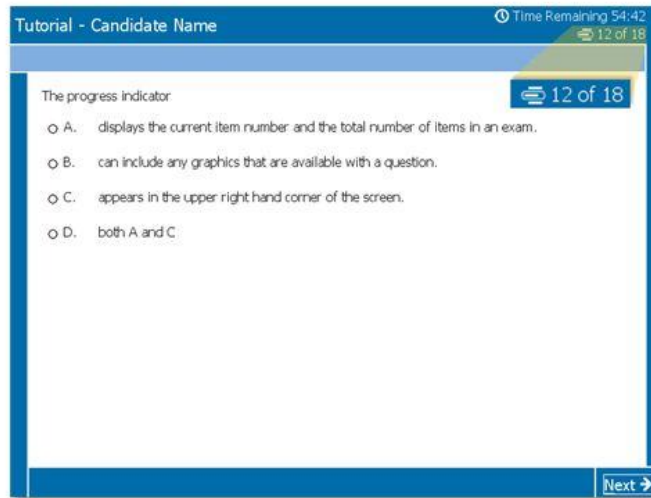 Tutorial - Candidate Name
Time Remaining 54:42
12 of 18
12 of 18
The progress indicator
A. displays the current item number and the total number of items in an exam.
B. can include any graphics that are available with a question.
C. appears in the upper right hand corner of the screen.
D. both A and C
Next